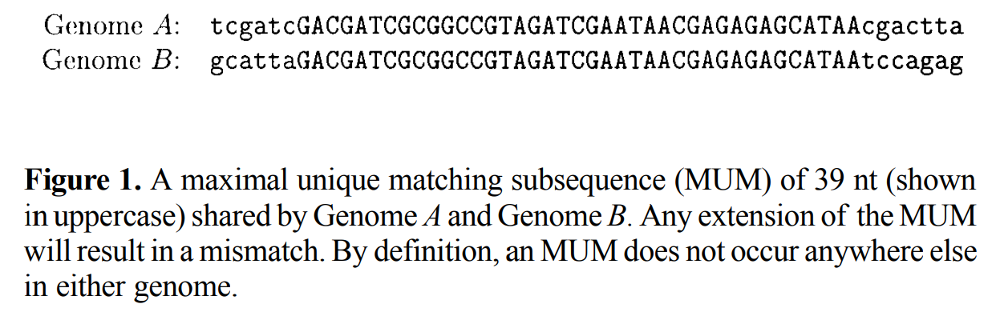 Genome A: tcgatcGACGATCGCGGCCGTAGATCGAATAACGAGAGAGCATAAcgactta
Genome B: gcattaGACGATCGCGGCCGTAGATCGAATAACGAGAGAGCATAAtccagag
Figure 1. A maximal unique matching subsequence (MUM) of 39 nt (shown
in uppercase) shared by Genome A and Genome B. Any extension of the MUM
will result in a mismatch. By definition, an MUM does not occur anywhere else
in either genome.